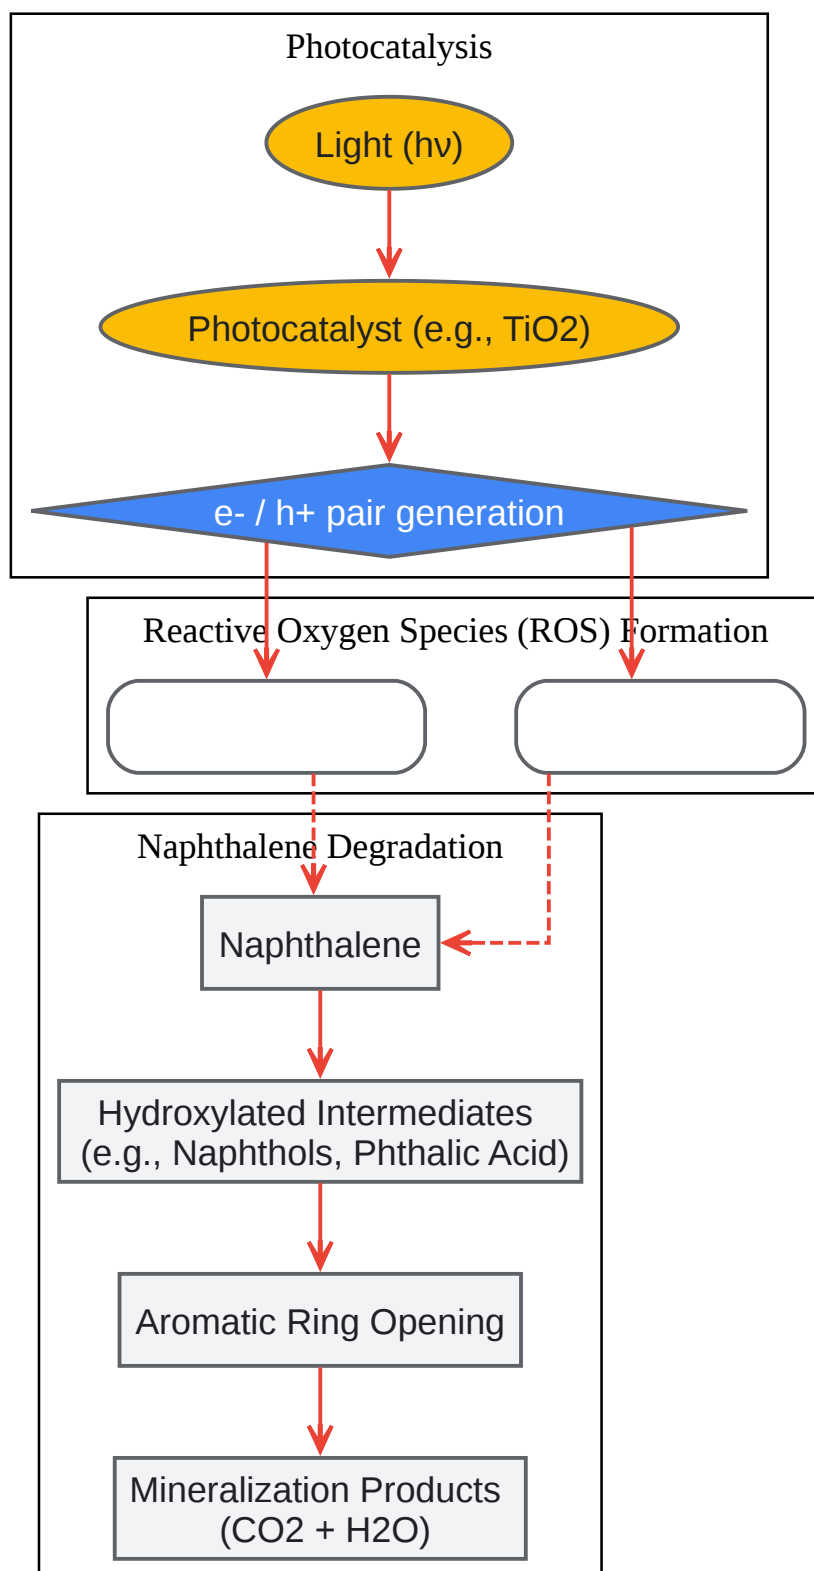 Photocatalysis
Light (hν)
Photocatalyst (e.g., TiO2)
e- / h+ pair generation
Reactive Oxygen Species (ROS) Formation
Naphthalene Degradation
Naphthalene
Hydroxylated Intermediates
(e.g., Naphthols, Phthalic Acid)
Aromatic Ring Opening
Mineralization Products
(CO2 + H2O)